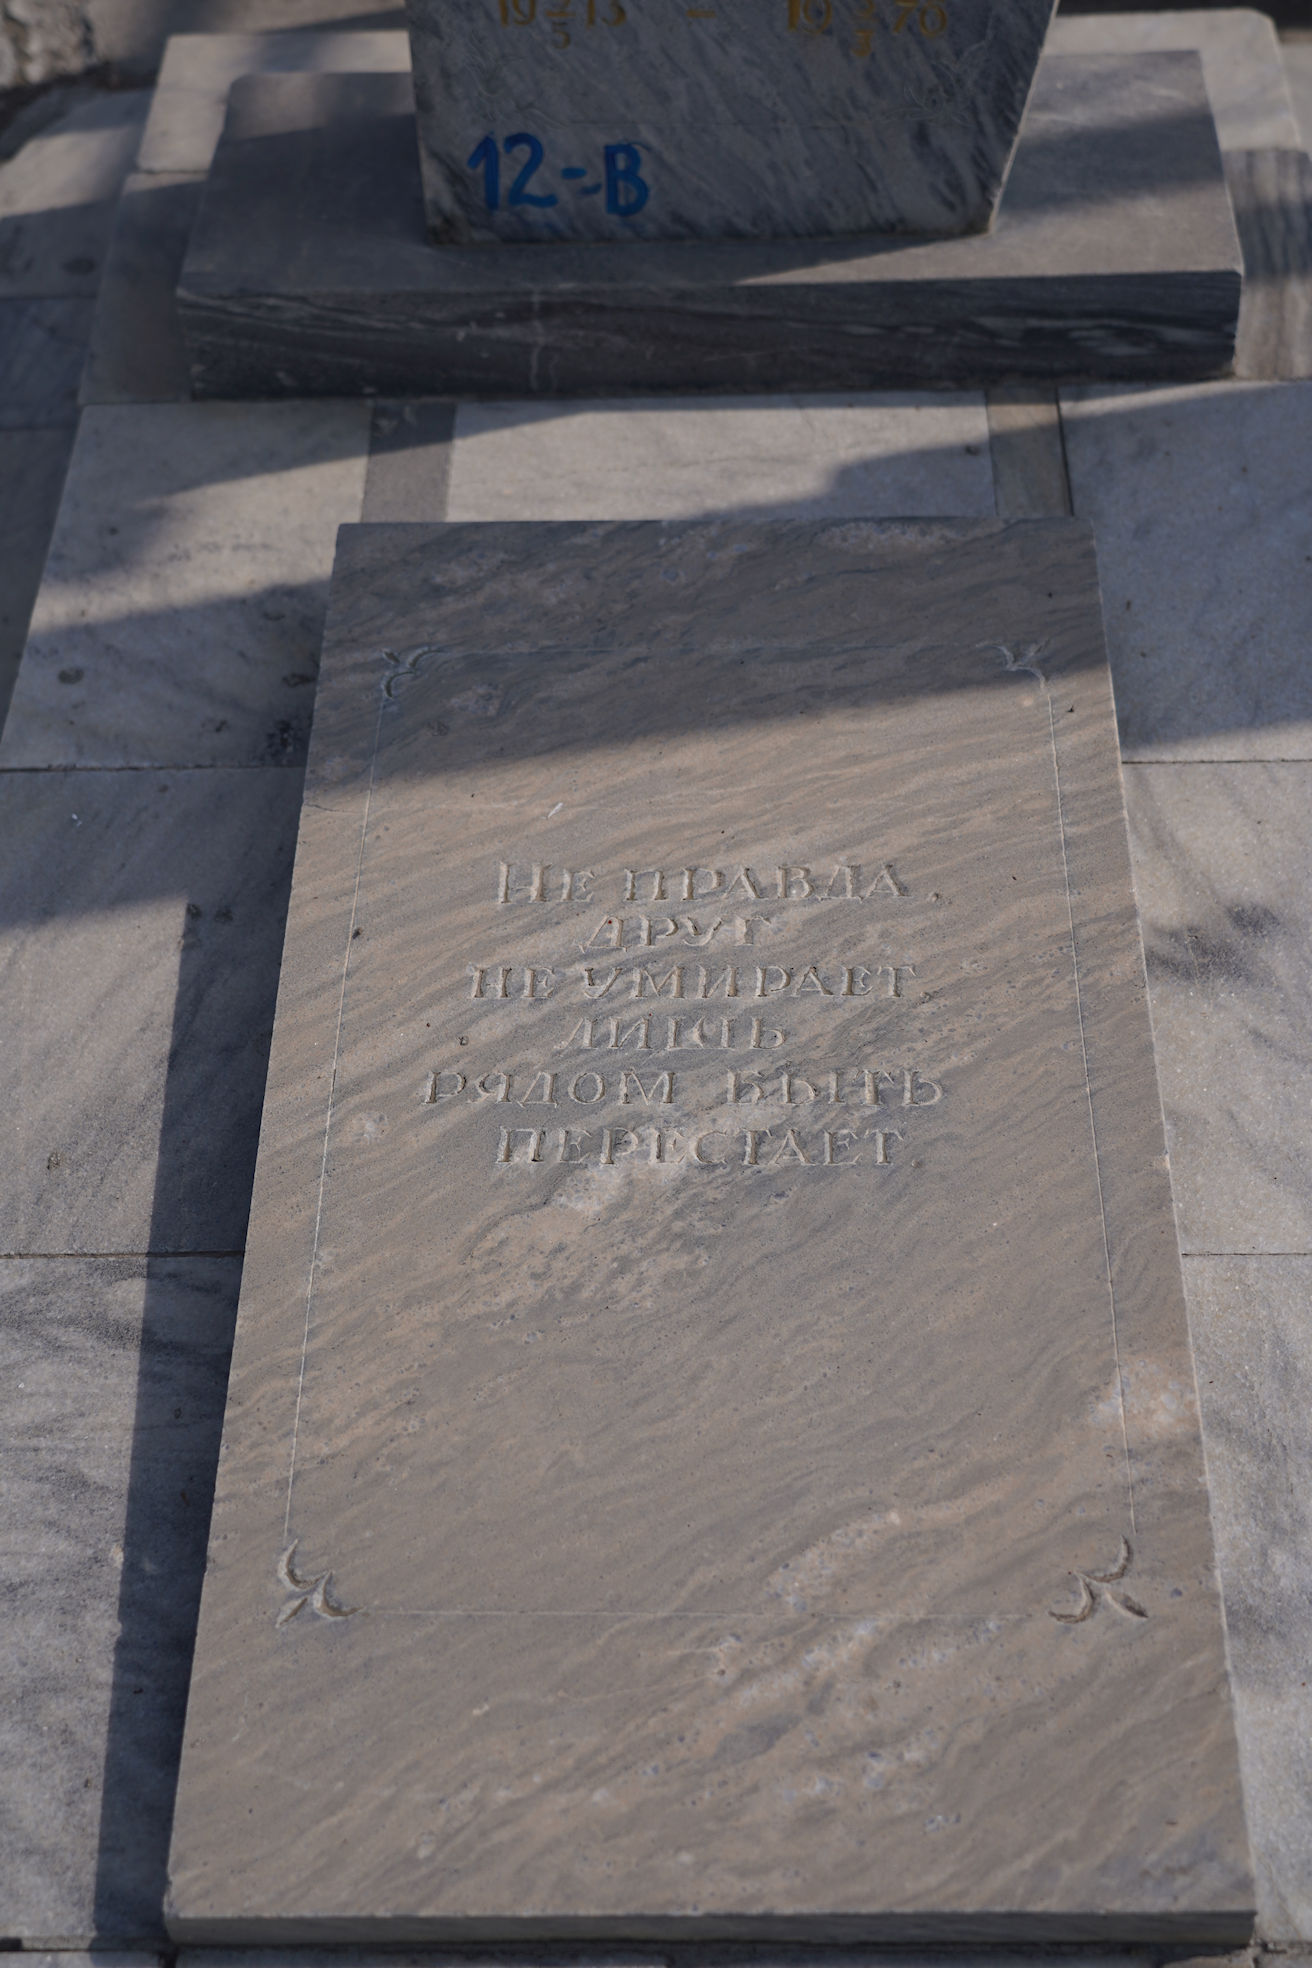 12-В
НЕ ПРАВДА,
ДРУГ
НЕ УМИРАЕТ
ЛИШЬ
РЯДОМ БЫТЬ
ПЕРЕСТАЕТ